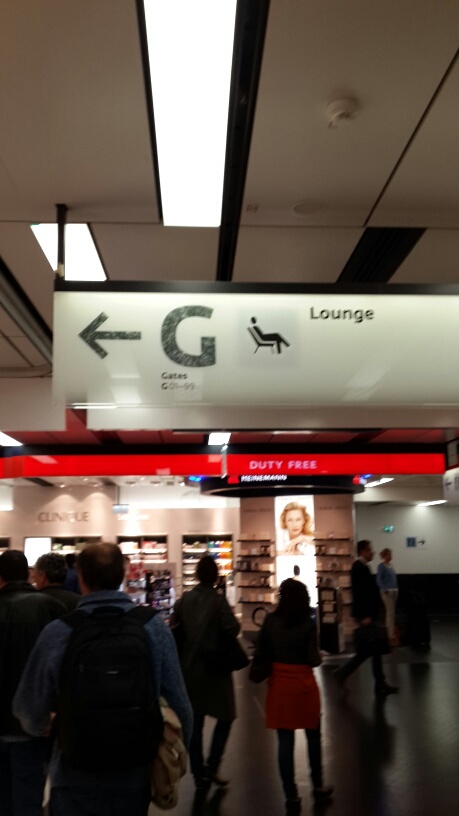 G
Lounge
Gates
G01-99
DUTY FREE
HEINEMANN
CLINIQUE